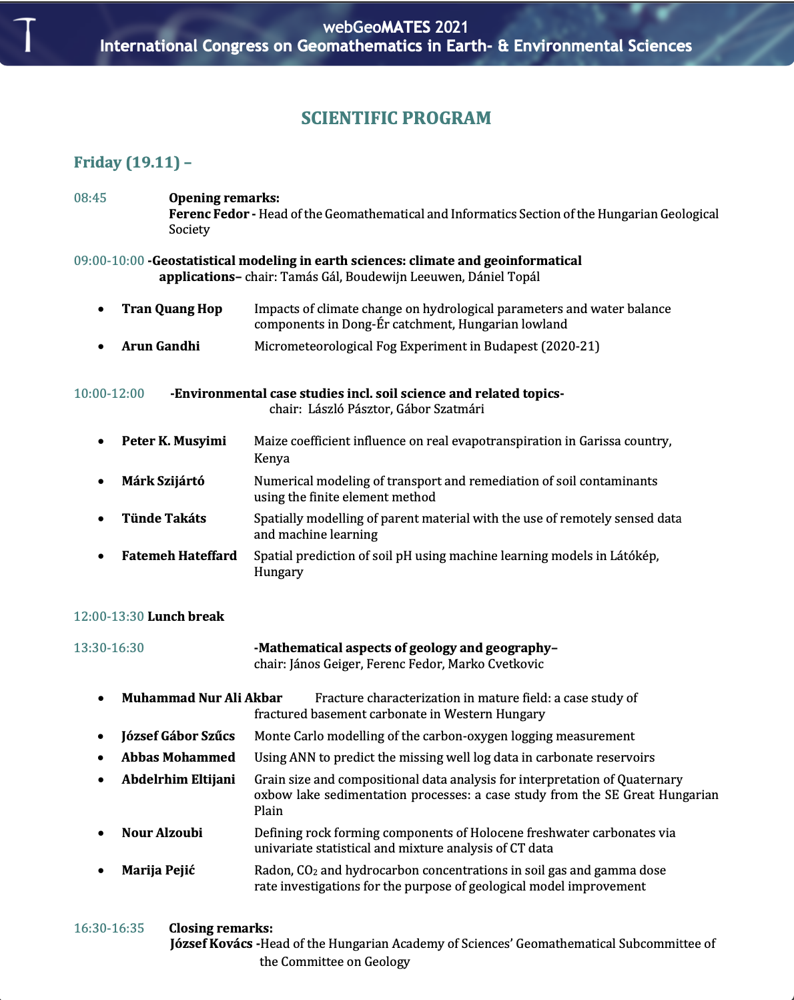 webGeoMATES 2021
International Congress on Geomathematics in Earth- & Environmental Sciences
SCIENTIFIC PROGRAM
Friday (19.11) –
08:45 Opening remarks:
Ferenc Fedor - Head of the Geomathematical and Informatics Section of the Hungarian Geological
Society
09:00-10:00 -Geostatistical modeling in earth sciences: climate and geoinformatical
applications– chair: Tamás Gál, Boudewijn Leeuwen, Dániel Topál
• Tran Quang Hop Impacts of climate change on hydrological parameters and water balance
components in Dong-Ér catchment, Hungarian lowland
• Arun Gandhi Micrometeorological Fog Experiment in Budapest (2020-21)
10:00-12:00 -Environmental case studies incl. soil science and related topics-
chair: László Pásztor, Gábor Szatmári
• Peter K. Musyimi Maize coefficient influence on real evapotranspiration in Garissa country,
Kenya
• Márk Szijártó Numerical modeling of transport and remediation of soil contaminants
using the finite element method
• Tünde Takáts Spatially modelling of parent material with the use of remotely sensed data
and machine learning
• Fatemeh Hateffard Spatial prediction of soil pH using machine learning models in Látókép,
Hungary
12:00-13:30 Lunch break
13:30-16:30 -Mathematical aspects of geology and geography–
chair: János Geiger, Ferenc Fedor, Marko Cvetkovic
• Muhammad Nur Ali Akbar Fracture characterization in mature field: a case study of
fractured basement carbonate in Western Hungary
• József Gábor Szűcs Monte Carlo modelling of the carbon-oxygen logging measurement
• Abbas Mohammed Using ANN to predict the missing well log data in carbonate reservoirs
• Abdelrhim Eltijani Grain size and compositional data analysis for interpretation of Quaternary
oxbow lake sedimentation processes: a case study from the SE Great Hungarian
Plain
• Nour Alzoubi Defining rock forming components of Holocene freshwater carbonates via
univariate statistical and mixture analysis of CT data
• Marija Pejić Radon, CO₂ and hydrocarbon concentrations in soil gas and gamma dose
rate investigations for the purpose of geological model improvement
16:30-16:35 Closing remarks:
József Kovács -Head of the Hungarian Academy of Sciences’ Geomathematical Subcommittee of
the Committee on Geology